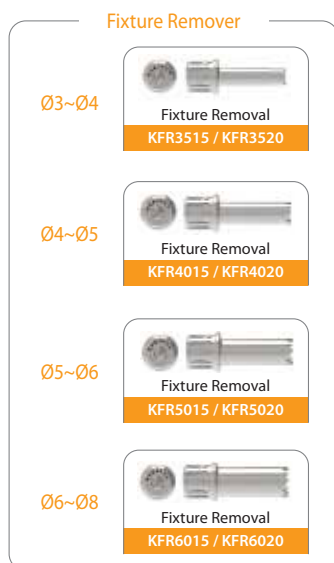 Fixture Remover
Ø3~Ø4
Fixture Removal
KFR3515 / KFR3520
Ø4~Ø5
Fixture Removal
KFR4015 / KFR4020
Ø5~Ø6
Fixture Removal
KFR5015 / KFR5020
Ø6~Ø8
Fixture Removal
KFR6015 / KFR6020